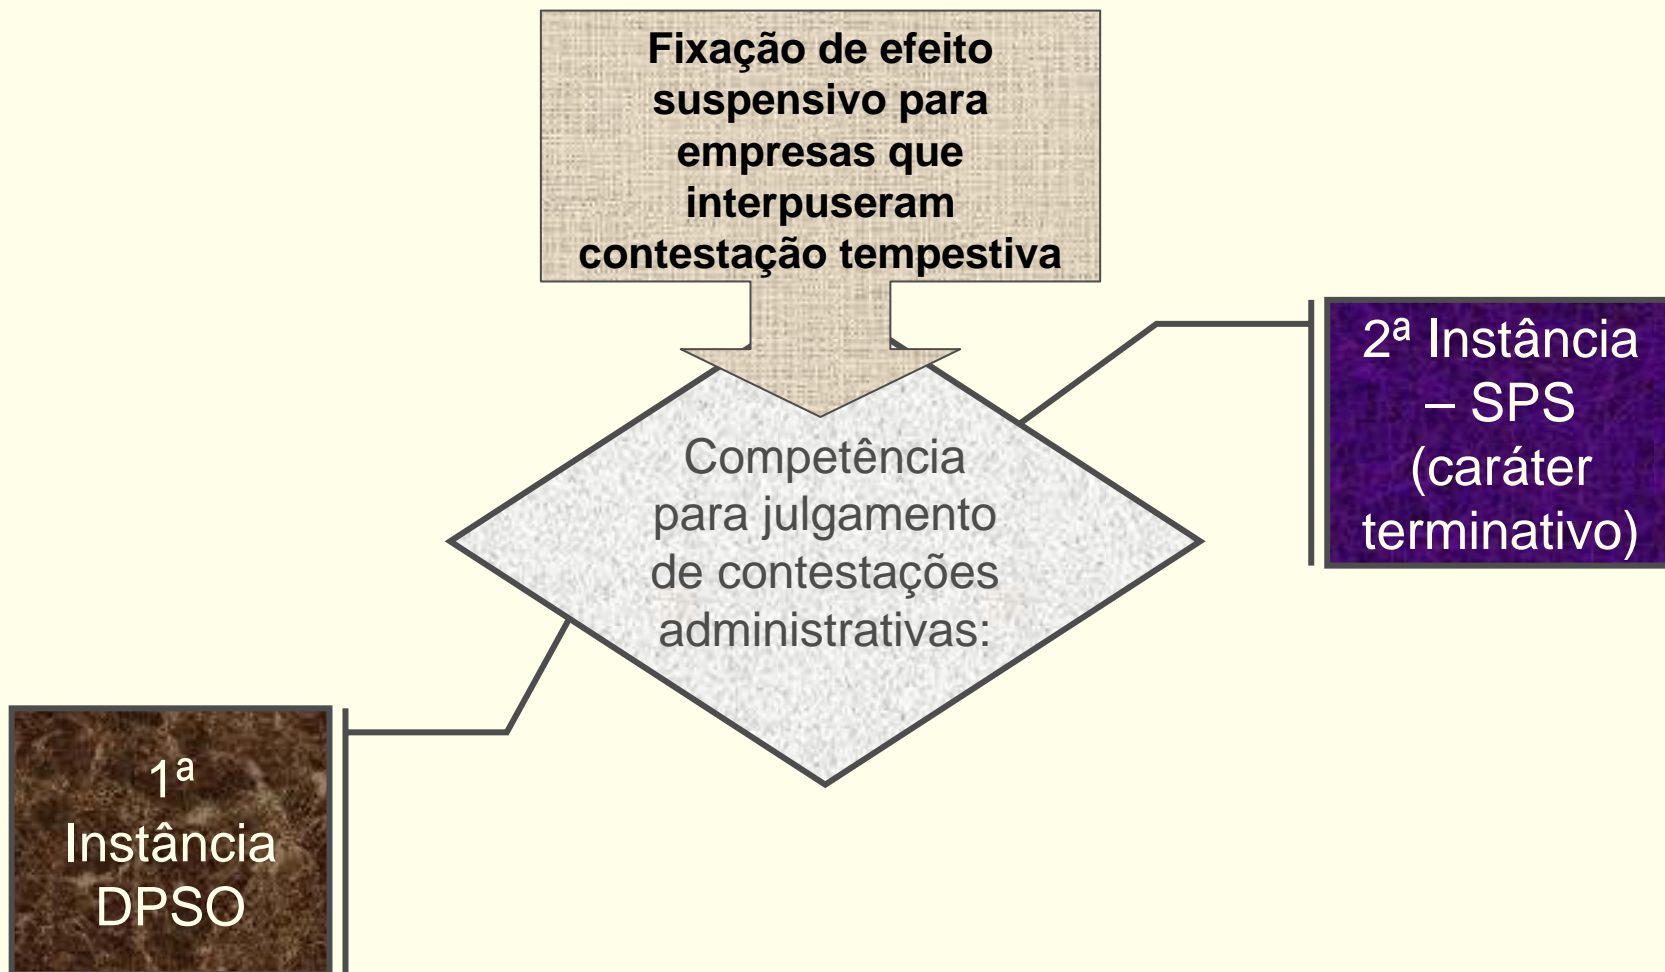 Fixação de efeito
suspensivo para
empresas que
interpuseram
contestação tempestiva
2ª Instância
– SPS
(caráter
terminativo)
Competência
para julgamento
de contestações
administrativas:
1ª
Instância
DPSO